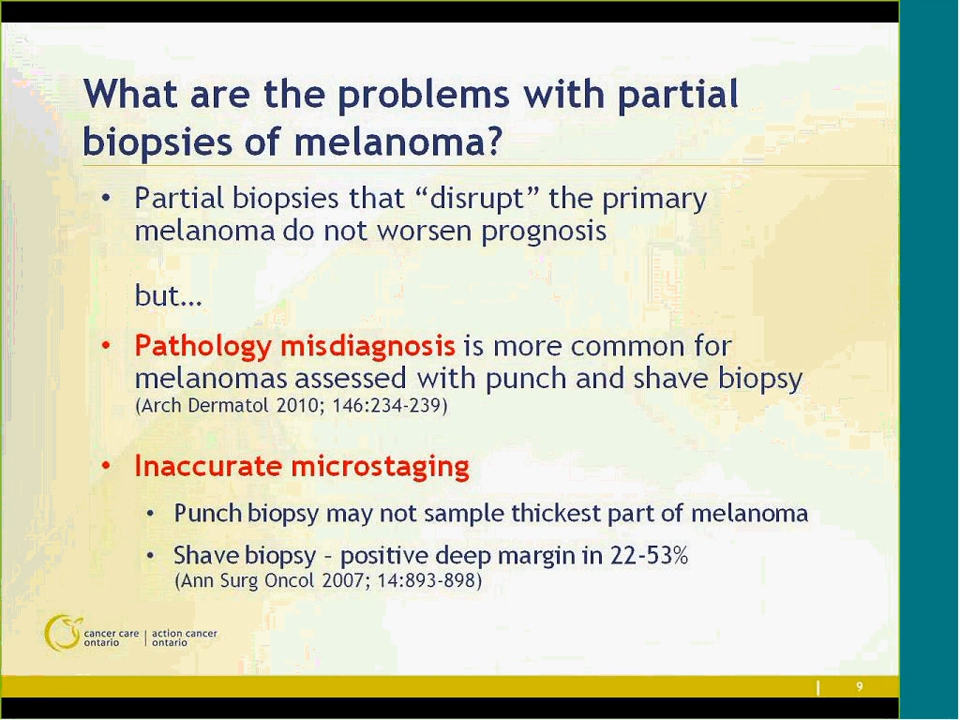 What are the problems with partial
biopsies of melanoma?
• Partial biopsies that “disrupt” the primary
melanoma do not worsen prognosis
but…
• Pathology misdiagnosis is more common for
melanomas assessed with punch and shave biopsy
(Arch Dermatol 2010; 146:234-239)
• Inaccurate microstaging
• Punch biopsy may not sample thickest part of melanoma
• Shave biopsy – positive deep margin in 22-53%
(Ann Surg Oncol 2007; 14:893-898)
cancer care | action cancer
ontario | ontario
9